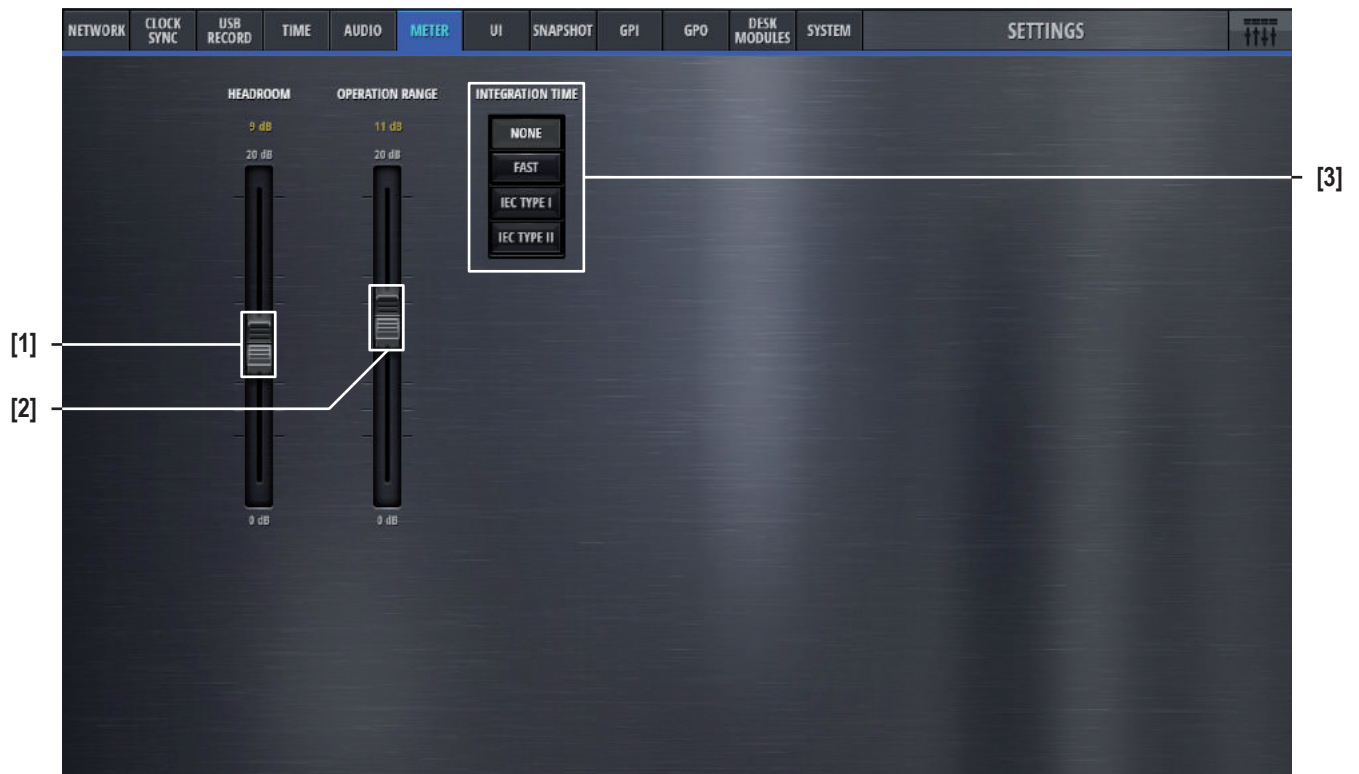 NETWORK CLOCK SYNC USB RECORD TIME AUDIO METER UI SNAPSHOT GPI GPO DESK MODULES SYSTEM SETTINGS
HEADROOM OPERATION RANGE INTEGRATION TIME
9 dB 11 dB
NONE
20 dB 20 dB
FAST
[3]
IEC TYPE I
IEC TYPE II
[1]
[2]
0 dB 0 dB